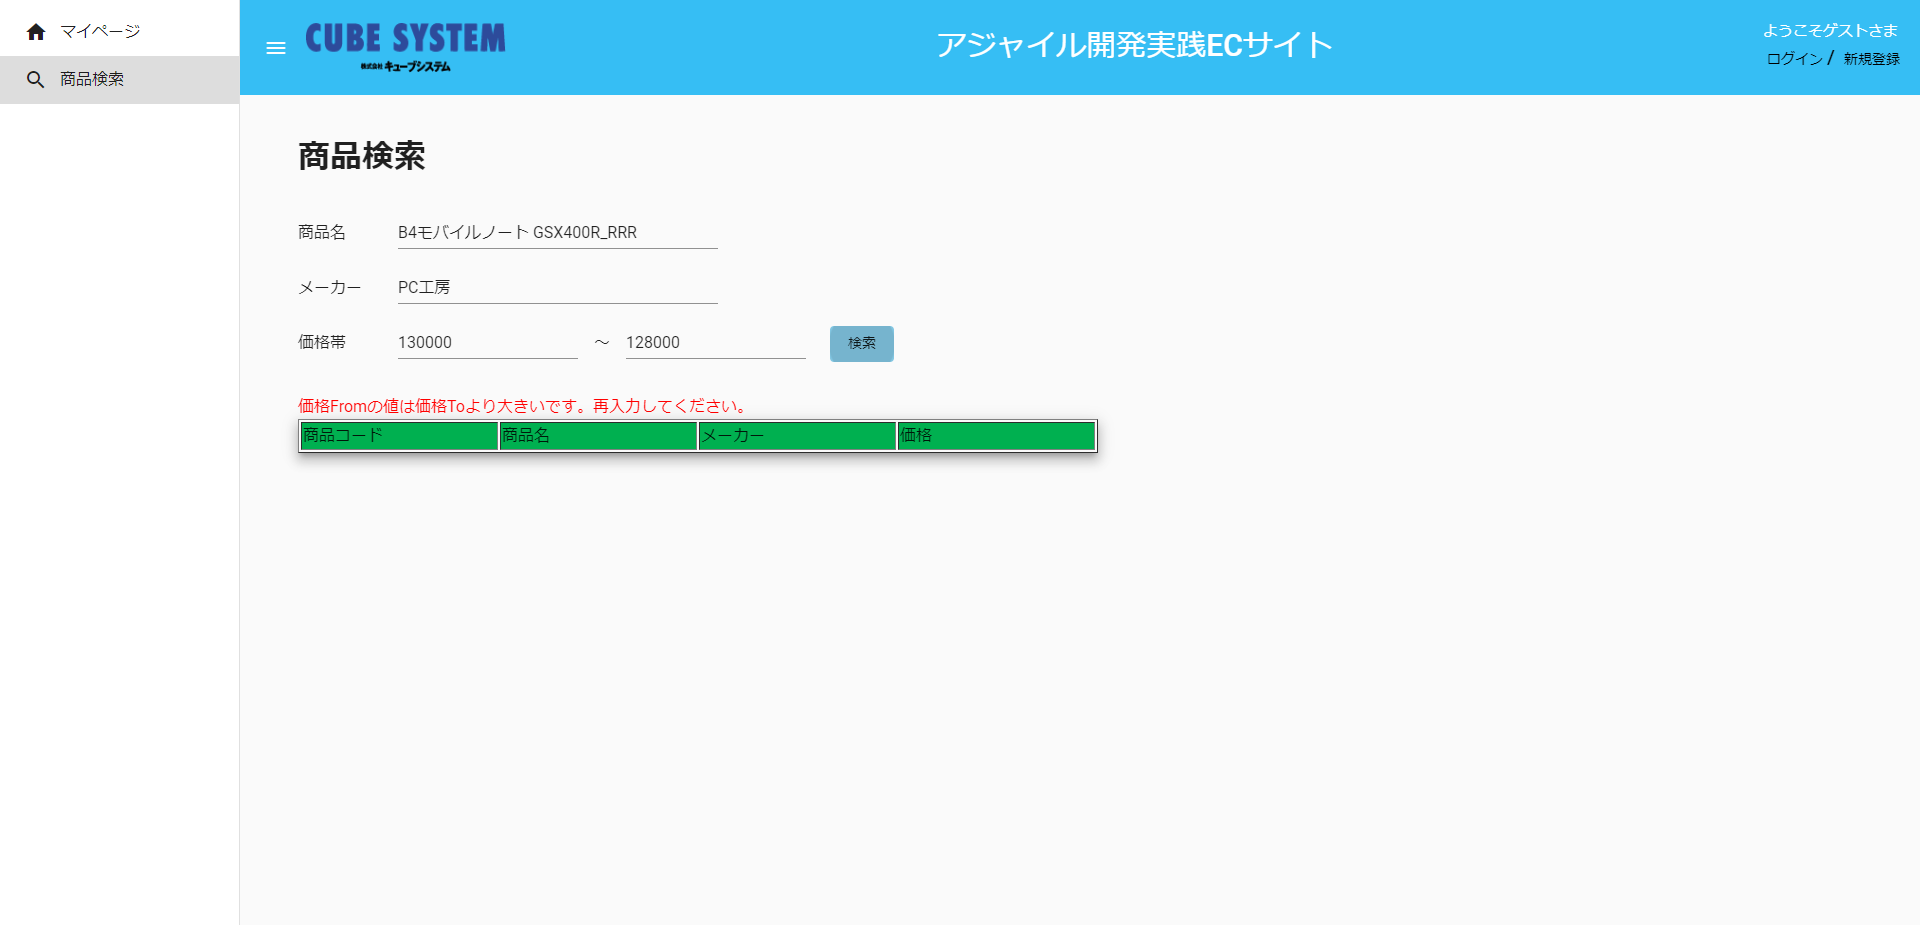 マイページ
商品検索
CUBE SYSTEM
株式会社 キューブシステム
アジャイル開発実践ECサイト
ようこそゲストさま
ログイン / 新規登録
商品検索
商品名 B4モバイルノート GSX400R_RRR
メーカー PC工房
価格帯 130000 ～ 128000 検索
価格Fromの値は価格Toより大きいです。再入力してください。
商品コード 商品名 メーカー 価格